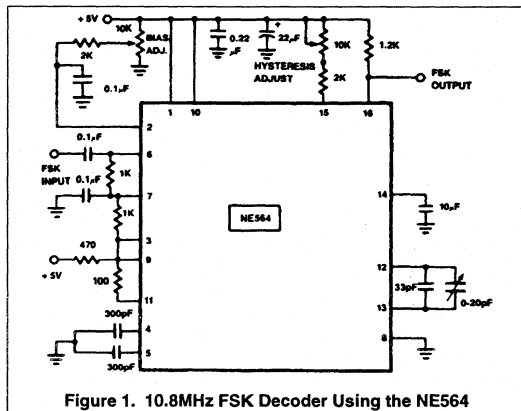 + 5V
10K
BIAS
ADJ.
2K
0.1µF
0.22
µF
+
22µF
10K
HYSTERESIS
ADJUST
2K
1.2K
FSK
OUTPUT
2
1
10
15
16
0.1µF
6
FSK
INPUT
1K
0.1µF
7
1K
3
470
9
+ 5V
100
11
300pF
4
5
300pF
NE564
14
10µF
12
33pF
0-20pF
13
8
Figure 1. 10.8MHz FSK Decoder Using the NE564